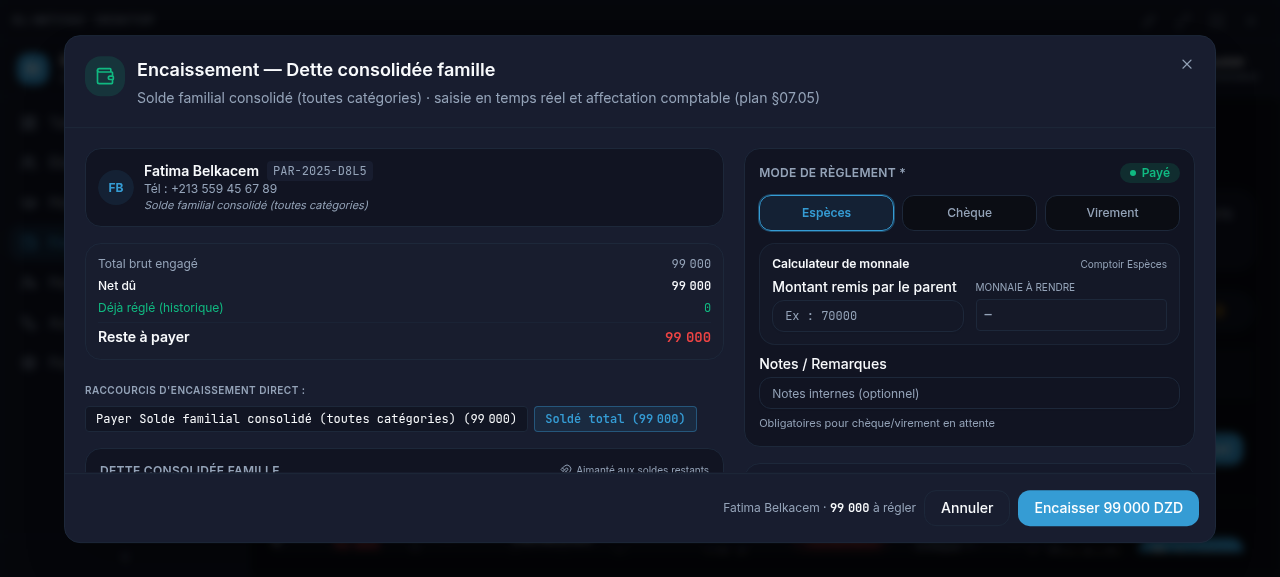 Encaissement — Dette consolidée famille
Solde familial consolidé (toutes catégories) · saisie en temps réel et affectation comptable (plan §07.05)
FB
Fatima Belkacem PAR-2025-D8L5
Tél : +213 559 45 67 89
Solde familial consolidé (toutes catégories)
Total brut engagé 99 000
Net dû 99 000
Déjà réglé (historique) 0
Reste à payer 99 000
RACCOURCIS D'ENCAISSEMENT DIRECT :
Payer Solde familial consolidé (toutes catégories) (99 000) Soldé total (99 000)
DETTE CONSOLIDÉE FAMILLE Aimanté aux soldes restants
MODE DE RÈGLEMENT * Payé
Espèces Chèque Virement
Calculateur de monnaie Comptoir Espèces
Montant remis par le parent MONNAIE À RENDRE
Ex : 70000 —
Notes / Remarques
Notes internes (optionnel)
Obligatoires pour chèque/virement en attente
Fatima Belkacem · 99 000 à régler Annuler Encaisser 99 000 DZD